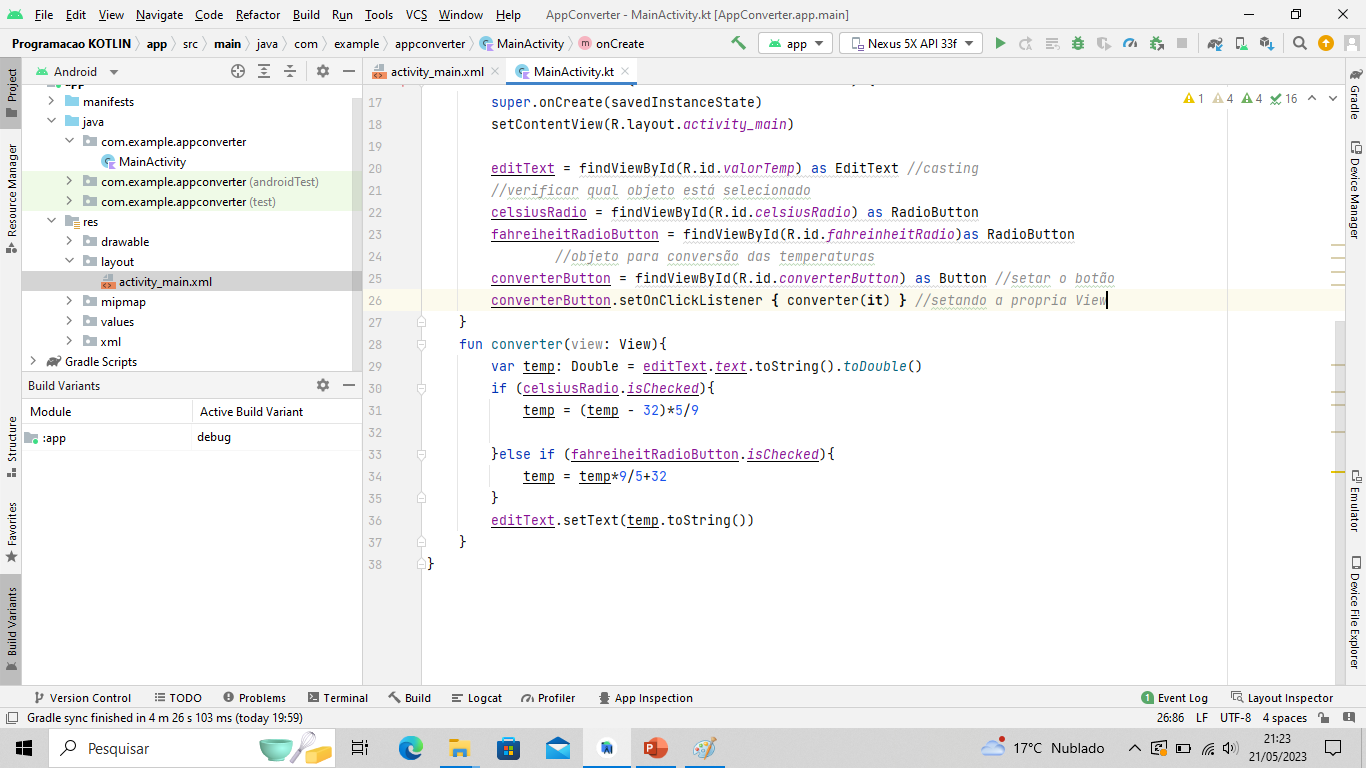 File Edit View Navigate Code Refactor Build Run Tools VCS Window Help AppConverter - MainActivity.kt [AppConverter.app.main]
Programacao KOTLIN app src main java com example appconverter MainActivity onCreate app Nexus 5X API 33f
Project
Resource Manager
Structure
Favorites
Build Variants
Android
app
manifests
java
com.example.appconverter
MainActivity
com.example.appconverter (androidTest)
com.example.appconverter (test)
res
drawable
layout
activity_main.xml
mipmap
values
xml
Gradle Scripts
Build Variants
Module Active Build Variant
:app debug
activity_main.xml MainActivity.kt
1 4 4 16
17 super.onCreate(savedInstanceState)
18 setContentView(R.layout.activity_main)
19
20 editText = findViewById(R.id.valorTemp) as EditText //casting
21 //verificar qual objeto está selecionado
22 celsiusRadio = findViewById(R.id.celsiusRadio) as RadioButton
23 fahreiheitRadioButton = findViewById(R.id.fahreinheitRadio)as RadioButton
24 //objeto para conversão das temperaturas
25 converterButton = findViewById(R.id.converterButton) as Button //setar o botão
26 converterButton.setOnClickListener { converter(it) } //setando a propria View
27 }
28 fun converter(view: View){
29 var temp: Double = editText.text.toString().toDouble()
30 if (celsiusRadio.isChecked){
31 temp = (temp - 32)*5/9
32
33 }else if (fahreiheitRadioButton.isChecked){
34 temp = temp*9/5+32
35 }
36 editText.setText(temp.toString())
37 }
38 }
Gradle
Device Manager
Emulator
Device File Explorer
Version Control TODO Problems Terminal Build Logcat Profiler App Inspection 1 Event Log Layout Inspector
Gradle sync finished in 4 m 26 s 103 ms (today 19:59) 26:86 LF UTF-8 4 spaces
Pesquisar 17°C Nublado 21:23
21/05/2023